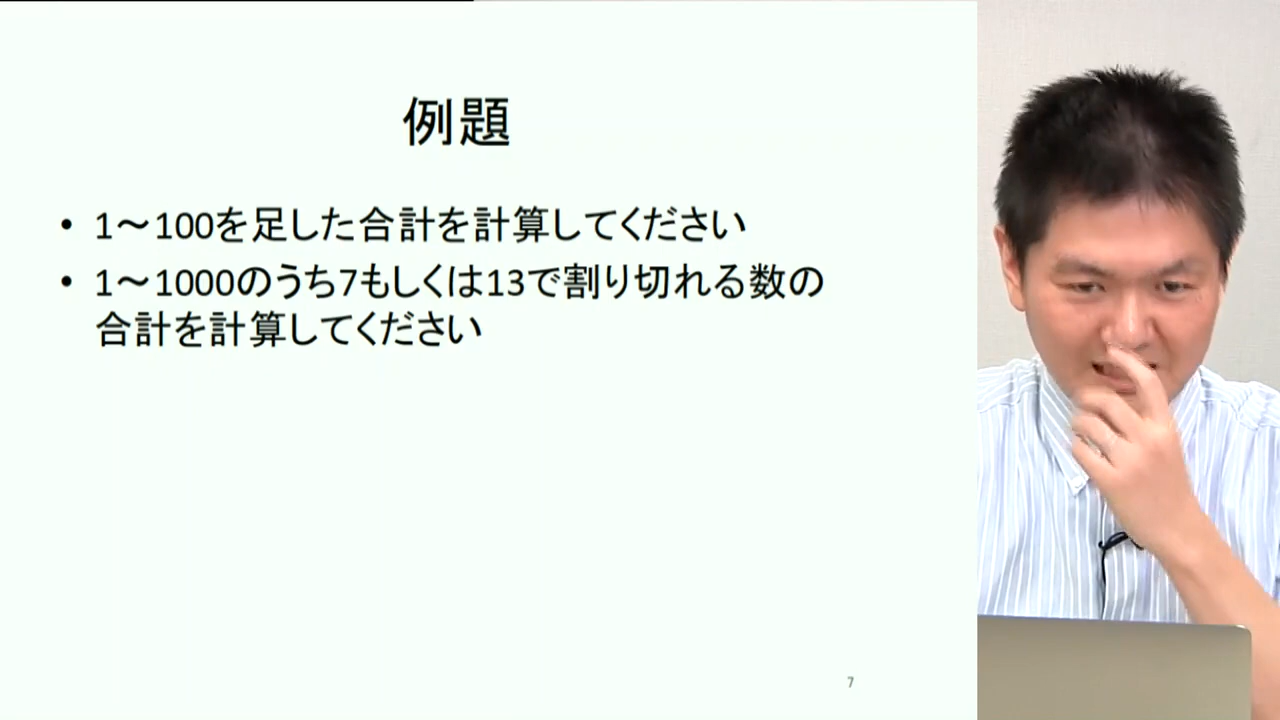 例題
• 1～100を足した合計を計算してください
• 1～1000のうち7もしくは13で割り切れる数の
合計を計算してください
7